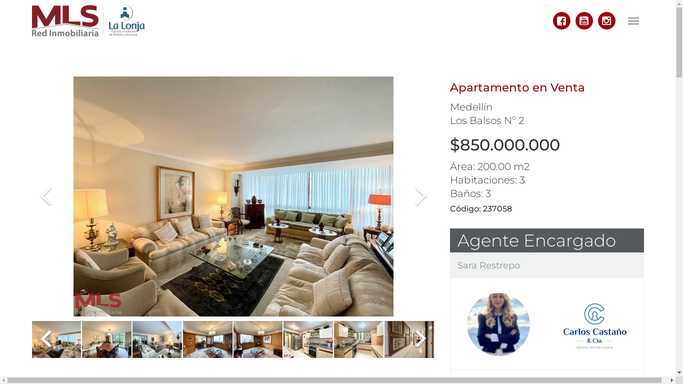 MLS
Red Inmobiliaria
La Lonja
Apartamento en Venta
Medellín
Los Balsos N° 2
$850.000.000
Área: 200.00 m2
Habitaciones: 3
Baños: 3
Código: 237058
Agente Encargado
Sara Restrepo
MLS
Carlos Castaño
& Cia.